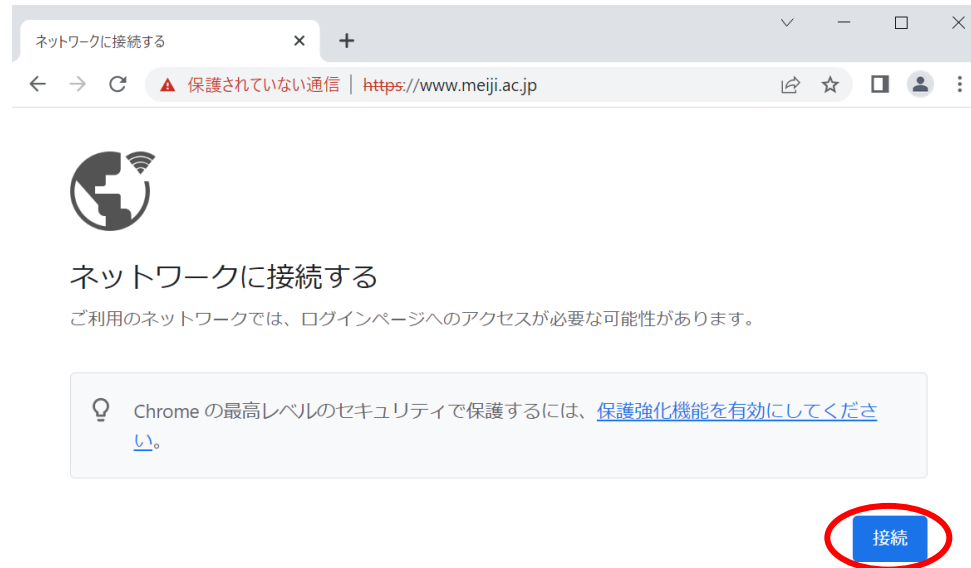 ネットワークに接続する
保護されていない通信 | https://www.meiji.ac.jp
ネットワークに接続する
ご利用のネットワークでは、ログインページへのアクセスが必要な可能性があります。
Chrome の最高レベルのセキュリティで保護するには、保護強化機能を有効にしてくださ
い。
接続